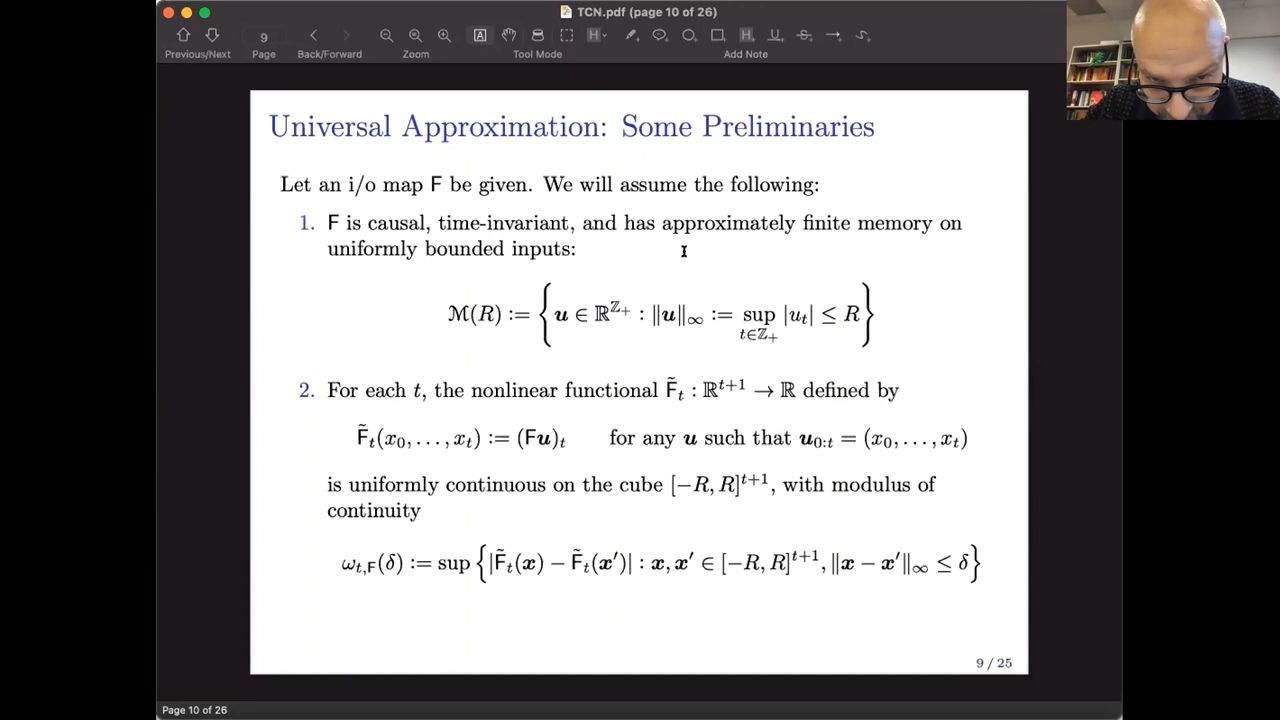 TCN.pdf (page 10 of 26)
9
Previous/Next Page Back/Forward Zoom Tool Mode Add Note
Universal Approximation: Some Preliminaries
Let an i/o map F be given. We will assume the following:
1. F is causal, time-invariant, and has approximately finite memory on
uniformly bounded inputs:
ℳ(R) := { 𝒖 ∈ ℝ^{ℤ₊} : ‖𝒖‖_∞ := sup_{t∈ℤ₊} |u_t| ≤ R }
2. For each t, the nonlinear functional F̃_t : ℝ^{t+1} → ℝ defined by
F̃_t(x_0, . . . , x_t) := (F𝒖)_t for any 𝒖 such that 𝒖_{0:t} = (x_0, . . . , x_t)
is uniformly continuous on the cube [−R, R]^{t+1}, with modulus of
continuity
ω_{t,F}(δ) := sup { |F̃_t(𝒙) − F̃_t(𝒙′)| : 𝒙, 𝒙′ ∈ [−R, R]^{t+1}, ‖𝒙 − 𝒙′‖_∞ ≤ δ }
9 / 25
Page 10 of 26